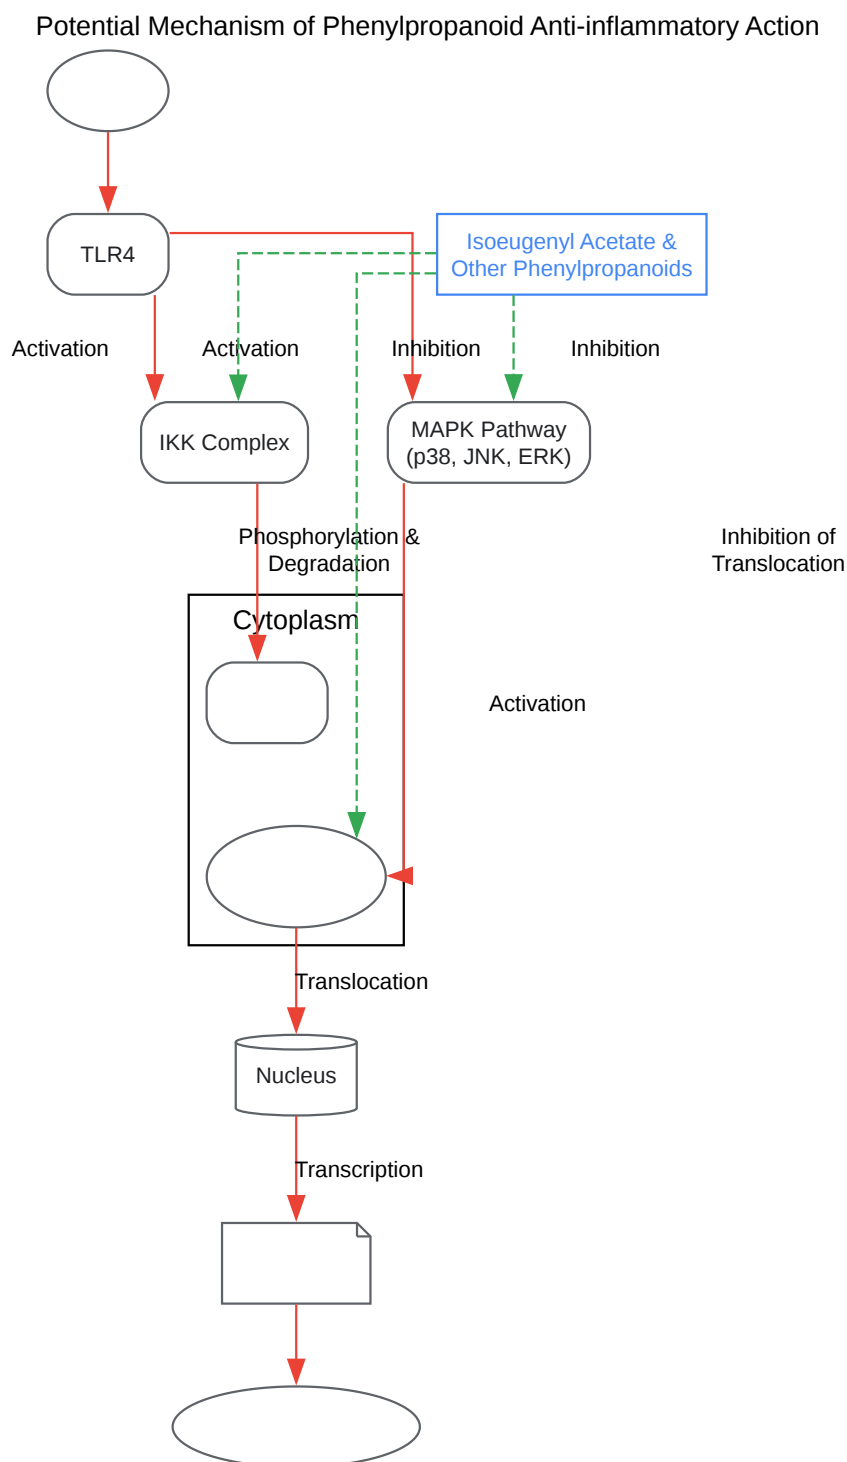 Potential Mechanism of Phenylpropanoid Anti-inflammatory Action
TLR4
Isoeugenyl Acetate &
Other Phenylpropanoids
Activation
Activation
Inhibition
Inhibition
IKK Complex
MAPK Pathway
(p38, JNK, ERK)
Phosphorylation &
Degradation
Inhibition of
Translocation
Cytoplasm
Activation
Translocation
Nucleus
Transcription